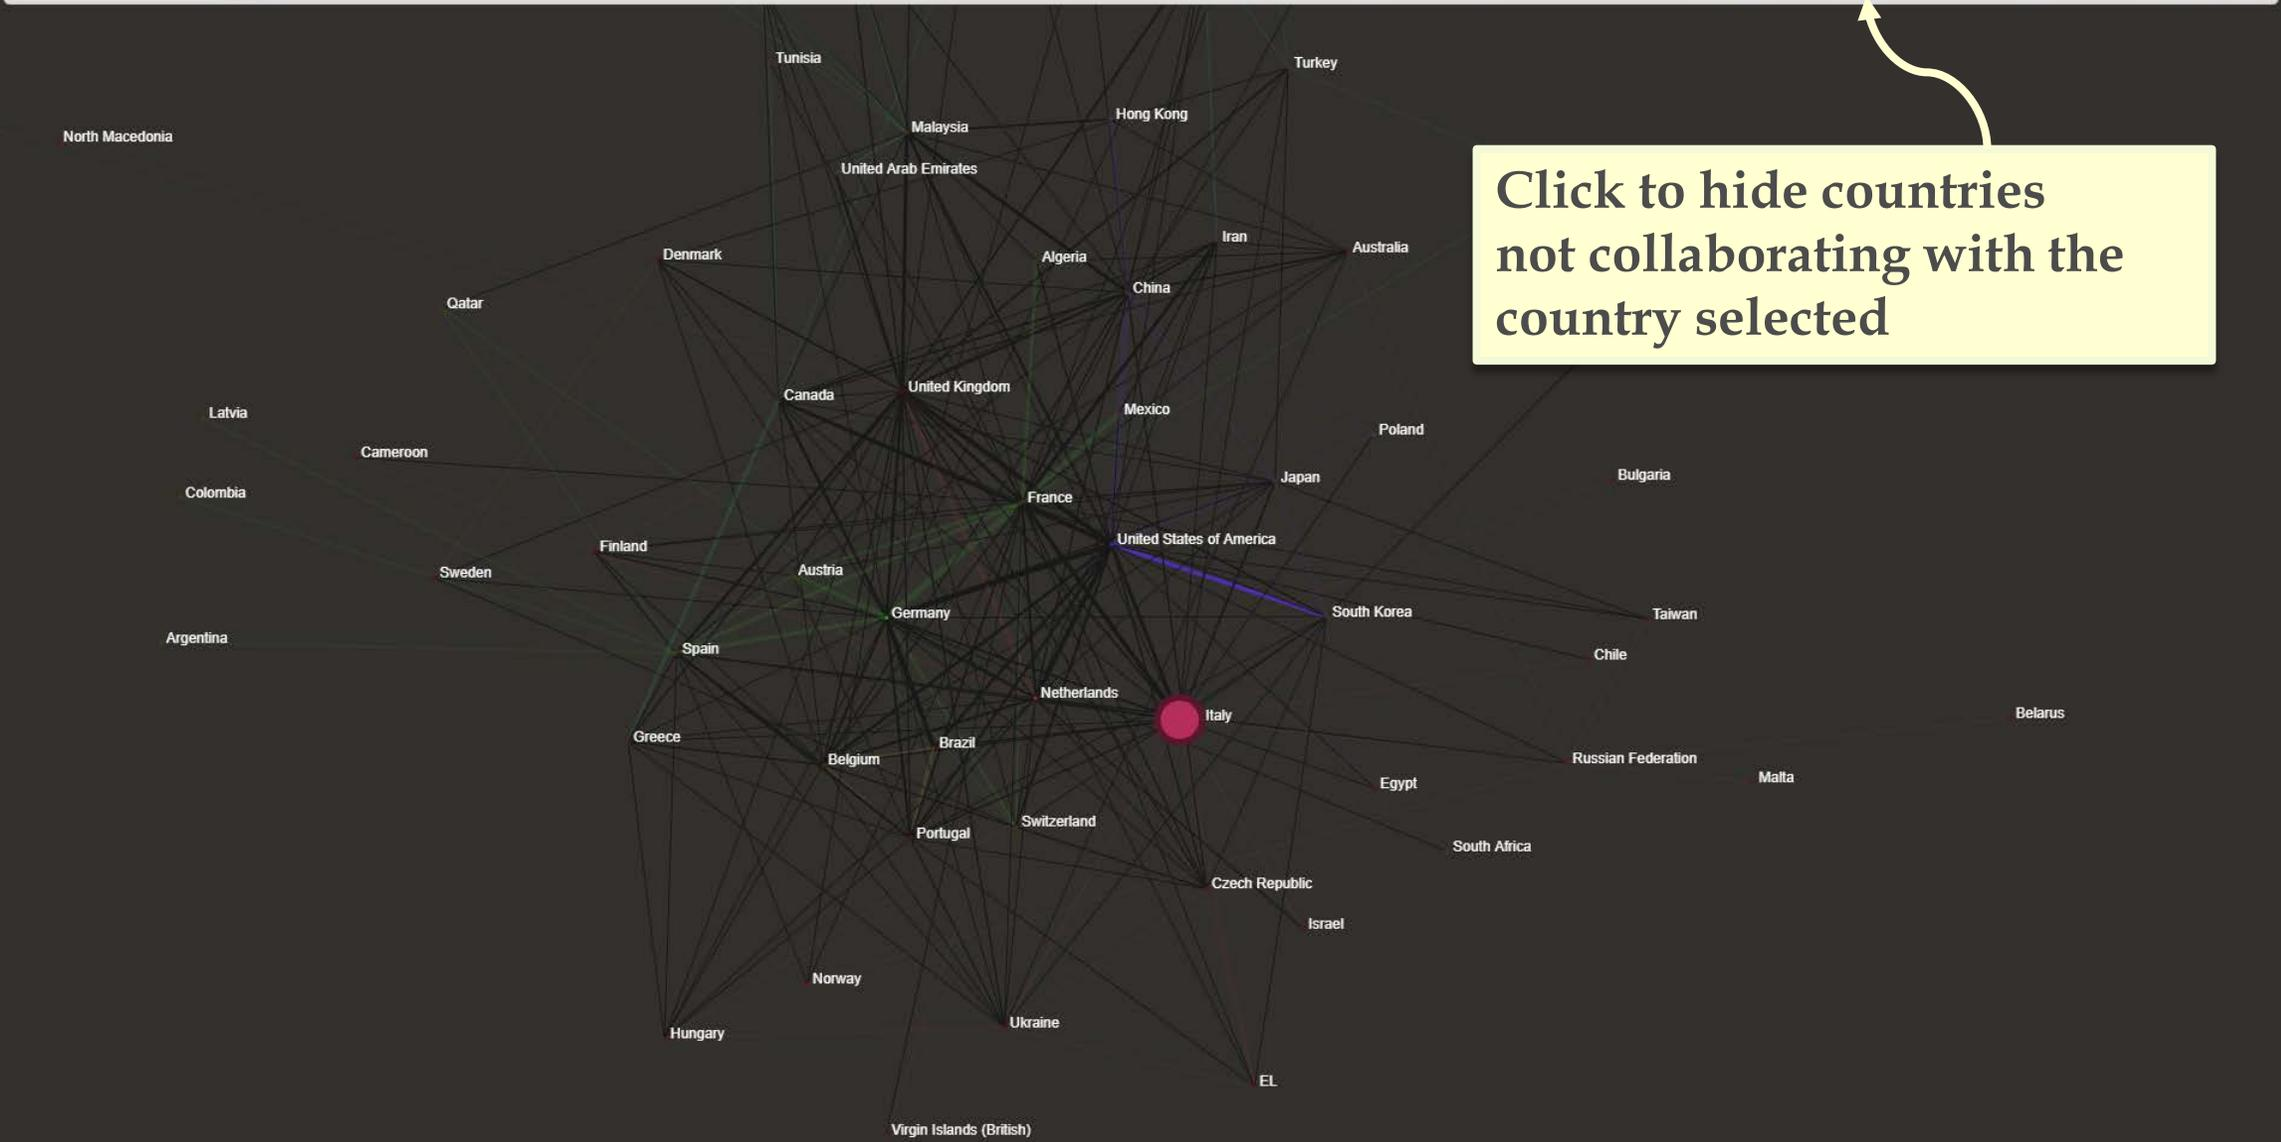 Tunisia
Turkey
Hong Kong
Malaysia
North Macedonia
United Arab Emirates
Click to hide countries
not collaborating with the
country selected
Iran
Australia
Denmark
Algeria
China
Qatar
United Kingdom
Canada
Mexico
Latvia
Poland
Cameroon
Bulgaria
Japan
Colombia
France
United States of America
Finland
Austria
Sweden
South Korea
Germany
Taiwan
Argentina
Spain
Chile
Netherlands
Italy
Belarus
Greece
Brazil
Belgium
Russian Federation
Malta
Egypt
Switzerland
Portugal
South Africa
Czech Republic
Israel
Norway
Ukraine
Hungary
EL
Virgin Islands (British)